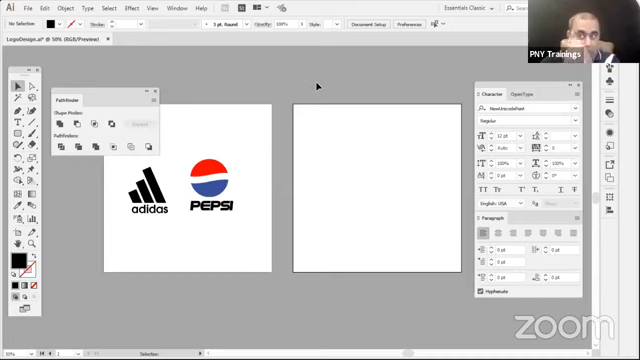 Ai File Edit Object Type Select Effect View Window Help
Essentials Classic
No Selection
Stroke:
3 pt. Round
Opacity: 100%
Style:
Document Setup
Preferences
LogoDesign.ai* @ 50% (RGB/Preview) ×
PNY Trainings
Pathfinder
Shape Modes:
Expand
Pathfinders:
adidas
PEPSI
Character OpenType
Regular
12 pt
Auto
0
100% 100%
0 pt 0°
English: USA
Paragraph
0 pt 0 pt
0 pt
0 pt 0 pt
Hyphenate
zoom
50%
Selection